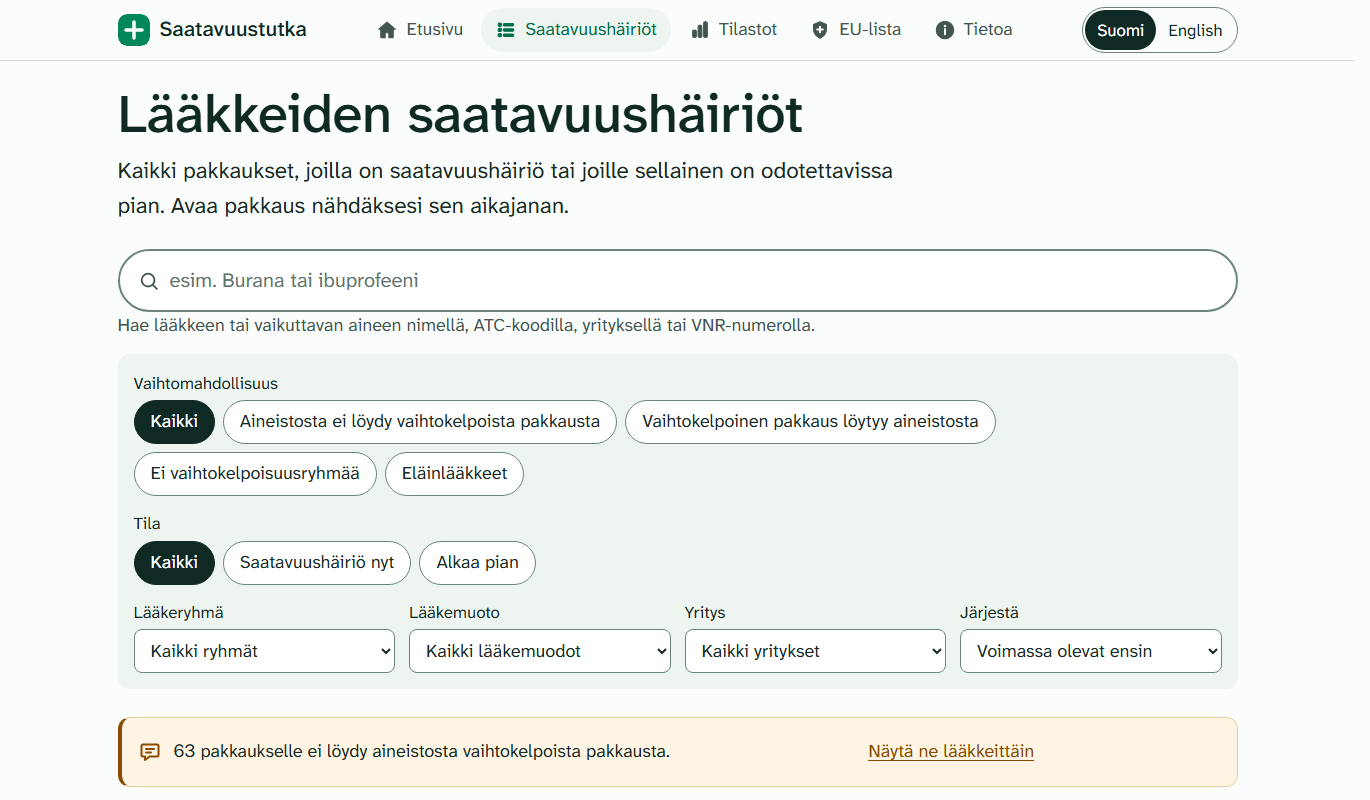 Saatavuustutka
Etusivu
Saatavuushäiriöt
Tilastot
EU-lista
Tietoa
Suomi
English
Lääkkeiden saatavuushäiriöt
Kaikki pakkaukset, joilla on saatavuushäiriö tai joille sellainen on odotettavissa
pian. Avaa pakkaus nähdäksesi sen aikajanan.
esim. Burana tai ibuprofeeni
Hae lääkkeen tai vaikuttavan aineen nimellä, ATC-koodilla, yrityksellä tai VNR-numerolla.
Vaihtomahdollisuus
Kaikki
Aineistosta ei löydy vaihtokelpoista pakkausta
Vaihtokelpoinen pakkaus löytyy aineistosta
Ei vaihtokelpoisuusryhmää
Eläinlääkkeet
Tila
Kaikki
Saatavuushäiriö nyt
Alkaa pian
Lääkeryhmä
Lääkemuoto
Yritys
Järjestä
Kaikki ryhmät
Kaikki lääkemuodot
Kaikki yritykset
Voimassa olevat ensin
63 pakkaukselle ei löydy aineistosta vaihtokelpoista pakkausta.
Näytä ne lääkkeittäin